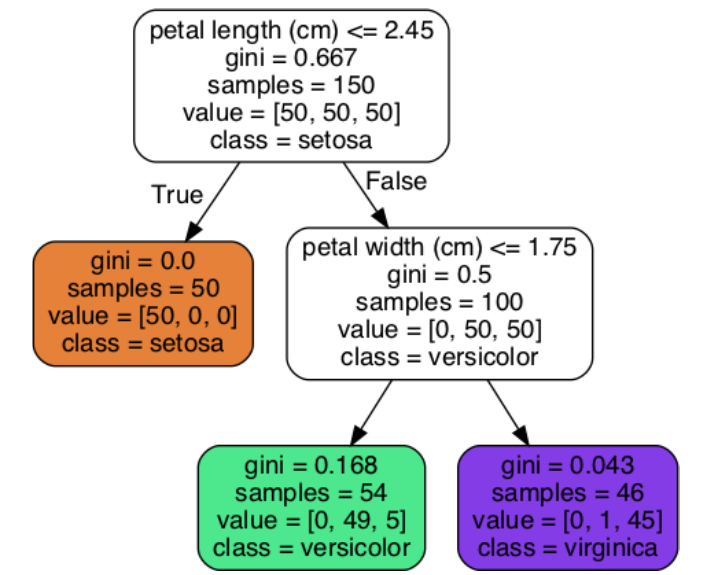 petal length (cm) <= 2.45
gini = 0.667
samples = 150
value = [50, 50, 50]
class = setosa
True
False
gini = 0.0
samples = 50
value = [50, 0, 0]
class = setosa
petal width (cm) <= 1.75
gini = 0.5
samples = 100
value = [0, 50, 50]
class = versicolor
gini = 0.168
samples = 54
value = [0, 49, 5]
class = versicolor
gini = 0.043
samples = 46
value = [0, 1, 45]
class = virginica